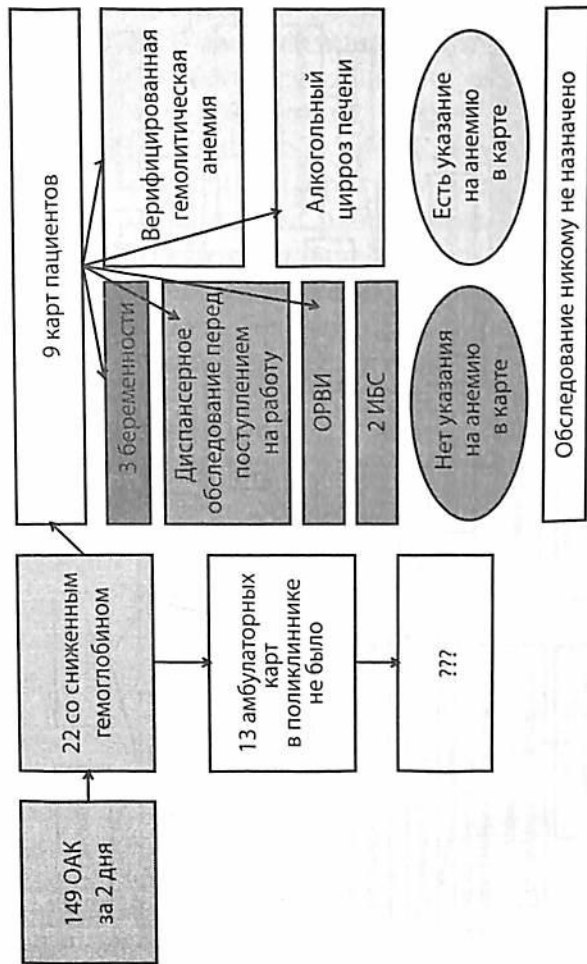 149 ОАК
за 2 дня
22 со сниженным
гемоглобином
13 амбулаторных
карт
в поликлиннике
не было
???
9 карт пациентов
3 беременности
Диспансерное
обследование перед
поступлением
на работу
ОРВИ
2 ИБС
Нет указания
на анемию
в карте
Верифицированная
гемолитическая
анемия
Алкогольный
цирроз печени
Есть указание
на анемию
в карте
Обследование никому не назначено